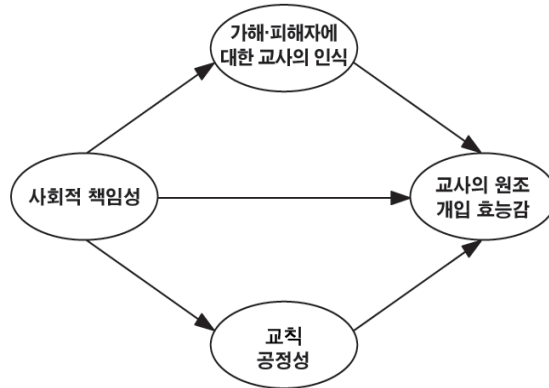 가해·피해자에
대한 교사의 인식
사회적 책임성
교사의 원조
개입 효능감
교칙
공정성